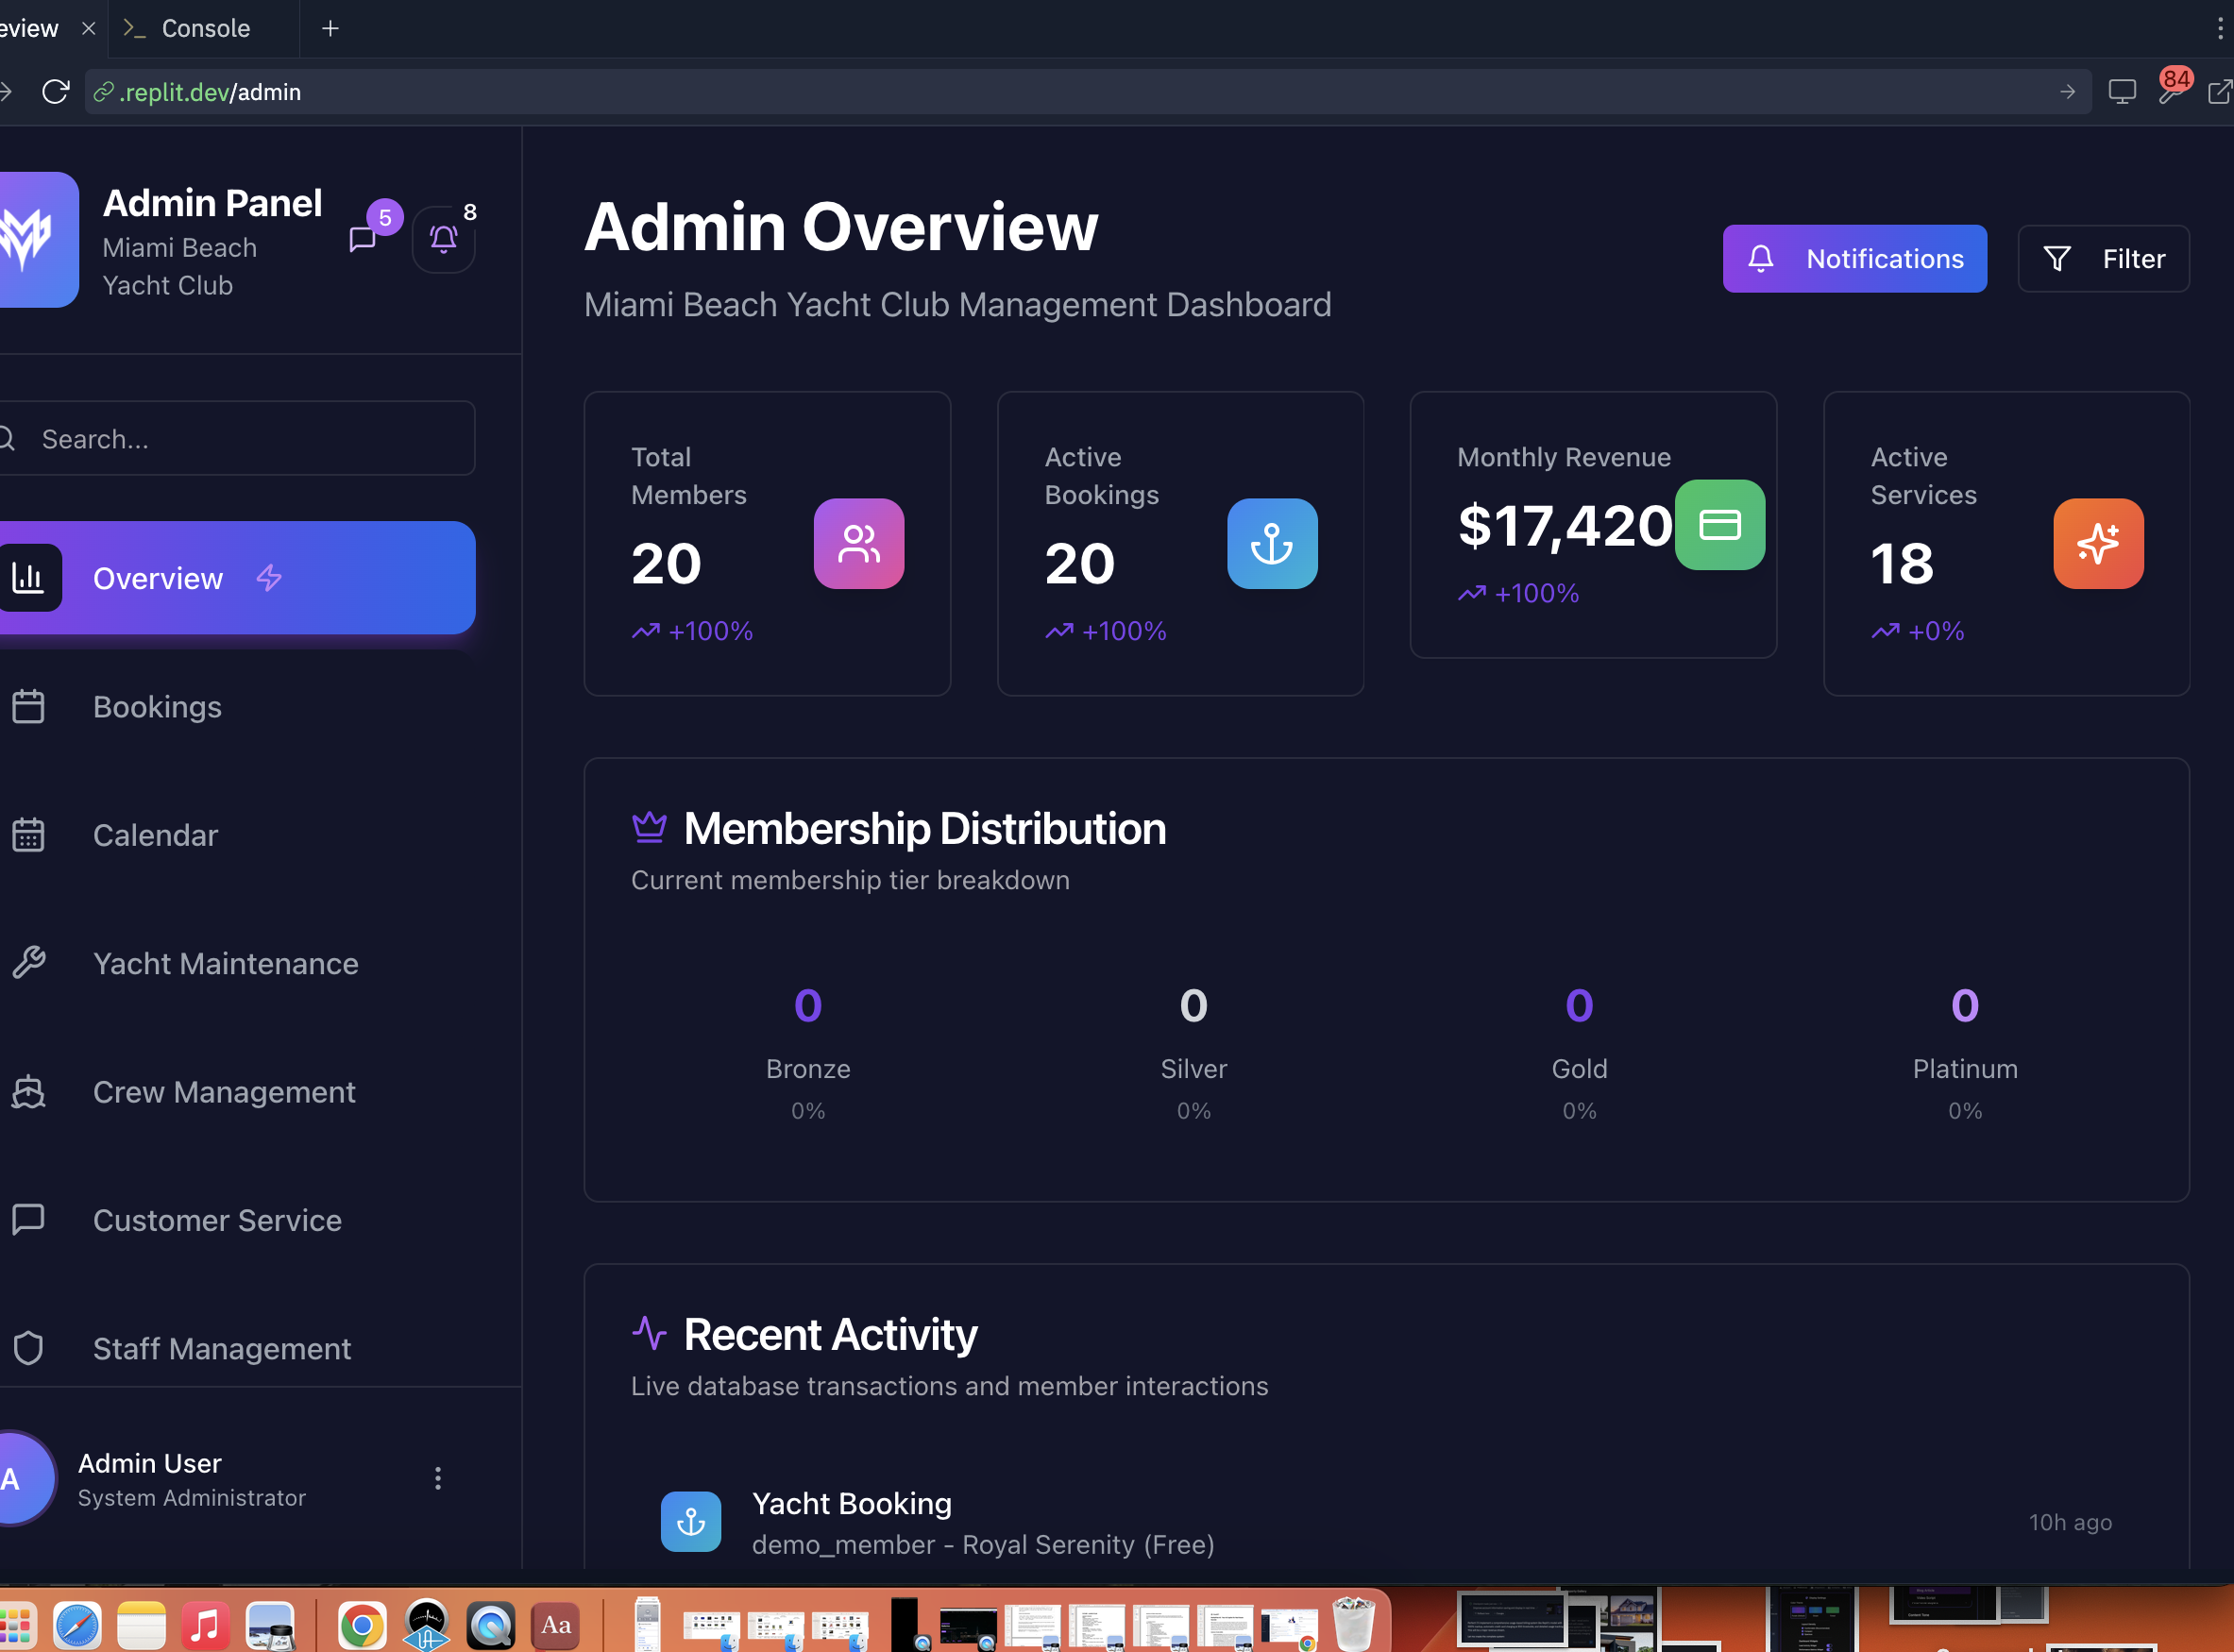 Console
.replit.dev/admin
84
Admin Panel
Miami Beach
Yacht Club
5
8
Search...
Overview
Bookings
Calendar
Yacht Maintenance
Crew Management
Customer Service
Staff Management
A
Admin User
System Administrator
Admin Overview
Miami Beach Yacht Club Management Dashboard
Notifications
Filter
Total
Members
20
+100%
Active
Bookings
20
+100%
Monthly Revenue
$17,420
+100%
Active
Services
18
+0%
Membership Distribution
Current membership tier breakdown
0
Bronze
0%
0
Silver
0%
0
Gold
0%
0
Platinum
0%
Recent Activity
Live database transactions and member interactions
Yacht Booking
demo_member - Royal Serenity (Free)
10h ago
Aa